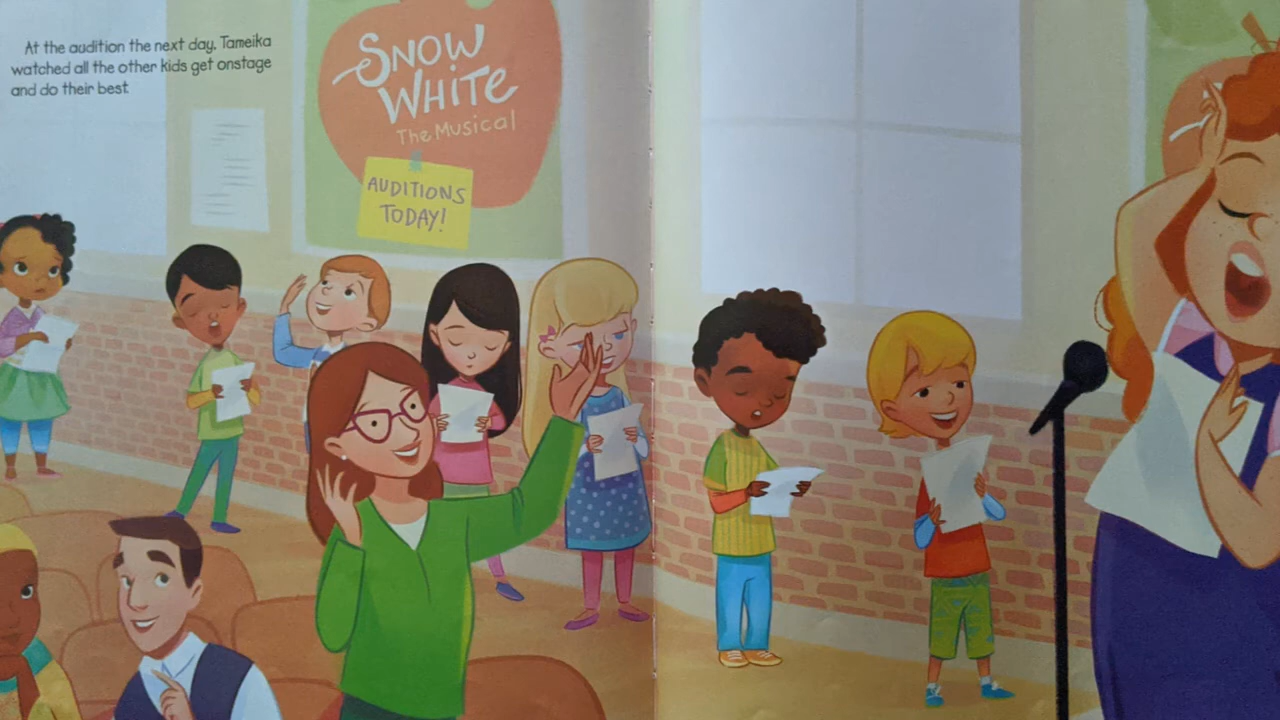 At the audition the next day, Tameika
watched all the other kids get onstage
and do their best.
SNOW
WHITE
The Musical
AUDITIONS
TODAY!